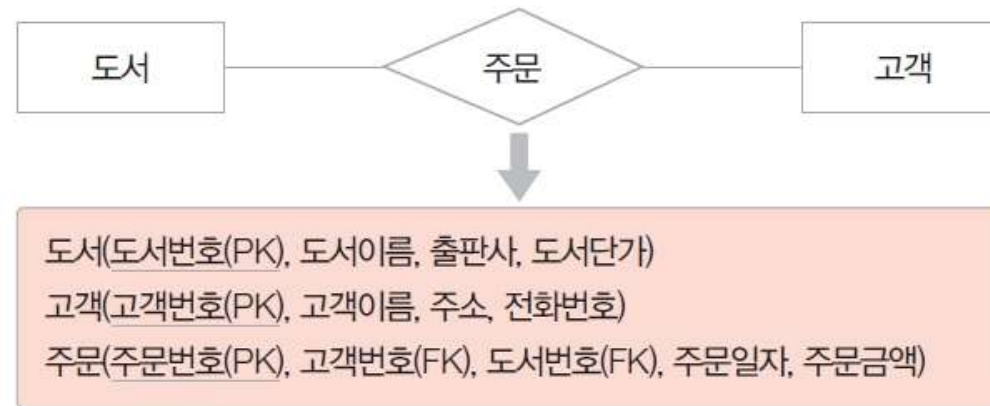 도서 주문 고객
도서(도서번호(PK), 도서이름, 출판사, 도서단가)
고객(고객번호(PK), 고객이름, 주소, 전화번호)
주문(주문번호(PK), 고객번호(FK), 도서번호(FK), 주문일자, 주문금액)